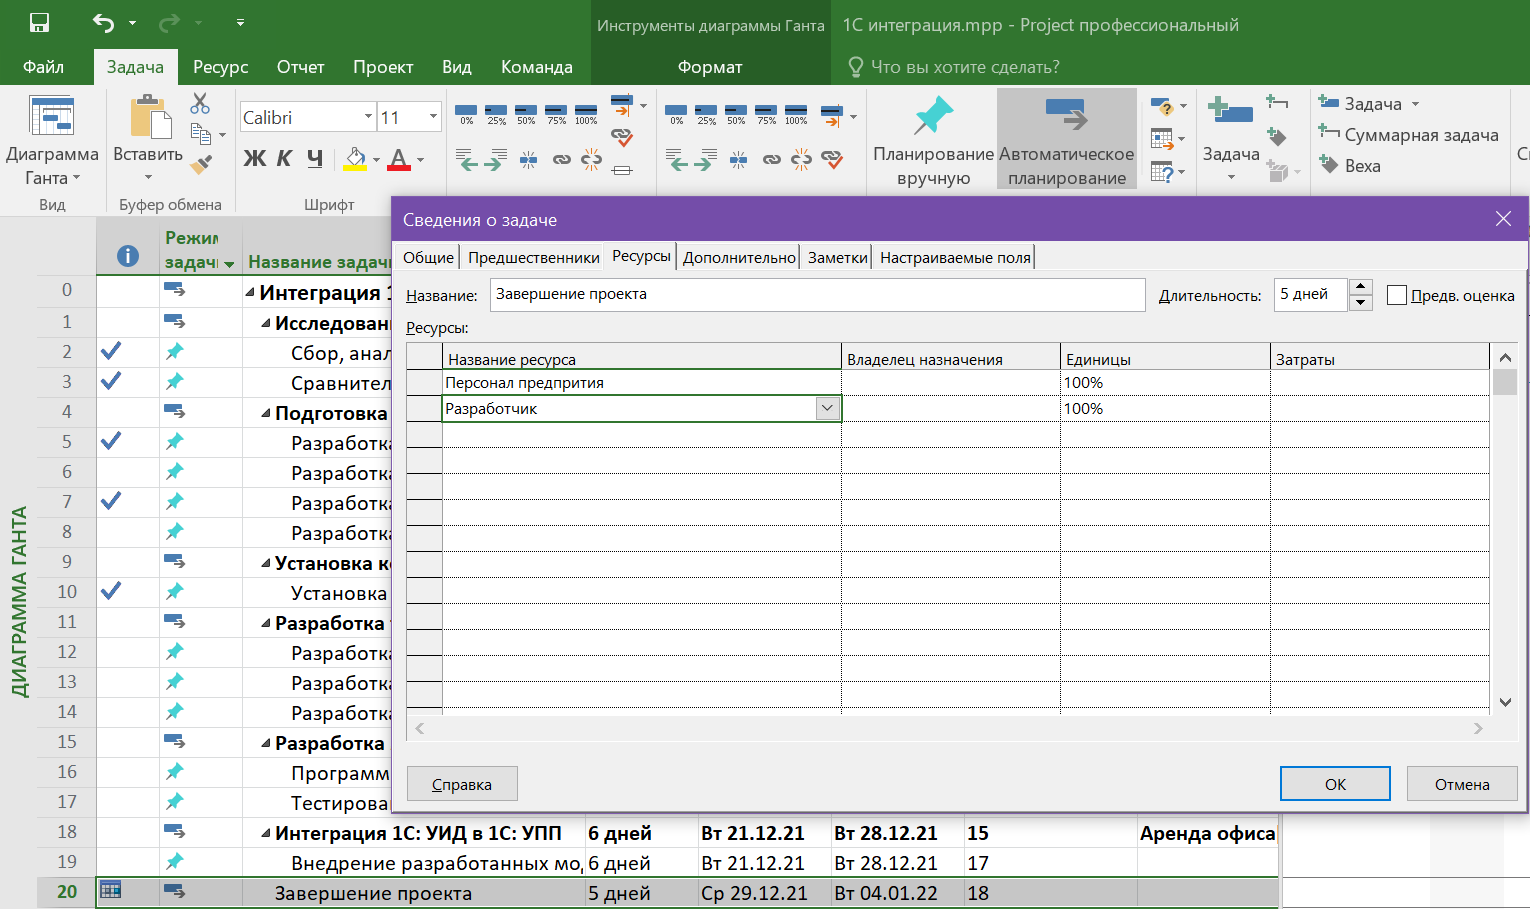 Инструменты диаграммы Ганта
1С интеграция.mpp - Project профессиональный
Файл Задача Ресурс Отчет Проект Вид Команда Формат Что вы хотите сделать?
Calibri 11
0% 25% 50% 75% 100%
0% 25% 50% 75% 100%
Диаграмма Ганта
Вставить
Ж К Ч А
Планирование вручную
Автоматическое планирование
Задача
Задача
Суммарная задача
Веха
Вид
Буфер обмена
Шрифт
Сведения о задаче
Общие Предшественники Ресурсы Дополнительно Заметки Настраиваемые поля
Название: Завершение проекта Длительность: 5 дней Предв. оценка
Ресурсы:
Название ресурса Владелец назначения Единицы Затраты
Персонал предпрития 100%
Разработчик 100%
Справка ОК Отмена
ДИАГРАММА ГАНТА
Режим задачи Название задачи
0 Интеграция 1
1 Исследован
2 Сбор, анал
3 Сравнител
4 Подготовка
5 Разработка
6 Разработка
7 Разработка
8 Разработка
9 Установка к
10 Установка
11 Разработка
12 Разработка
13 Разработка
14 Разработка
15 Разработка
16 Програм
17 Тестирова
18 Интеграция 1С: УИД в 1С: УПП 6 дней Вт 21.12.21 Вт 28.12.21 15 Аренда офиса
19 Внедрение разработанных мо 6 дней Вт 21.12.21 Вт 28.12.21 17
20 Завершение проекта 5 дней Ср 29.12.21 Вт 04.01.22 18